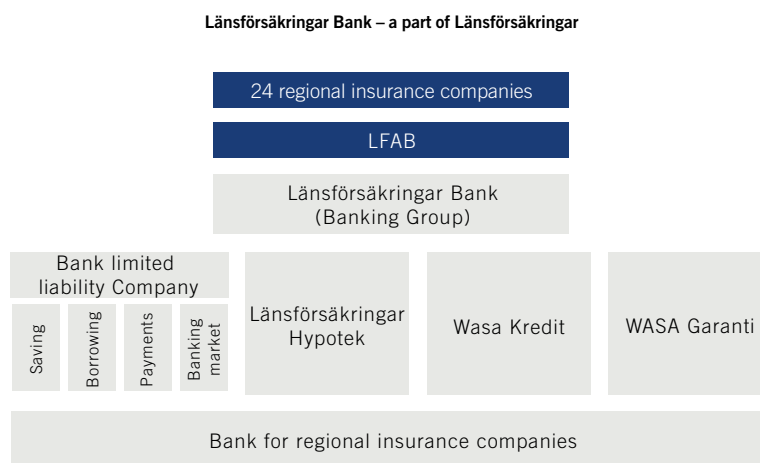 Länsförsäkringar Bank – a part of Länsförsäkringar
24 regional insurance companies
LFAB
Länsförsäkringar Bank
(Banking Group)
Bank limited
liability Company
Saving
Borrowing
Payments
Banking
market
Länsförsäkringar
Hypotek
Wasa Kredit
WASA Garanti
Bank for regional insurance companies